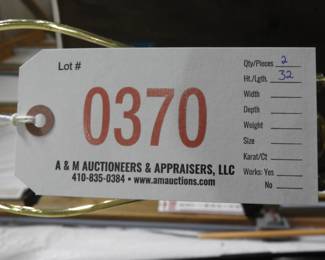 Lot #
0370
A & M AUCTIONEERS & APPRAISERS, LLC
410-835-0384 • www.amauctions.com
Qty/Pieces 2
Ht./Lgth. 32
Width
Depth
Weight
Size
Karat/Ct
Works: Yes
No